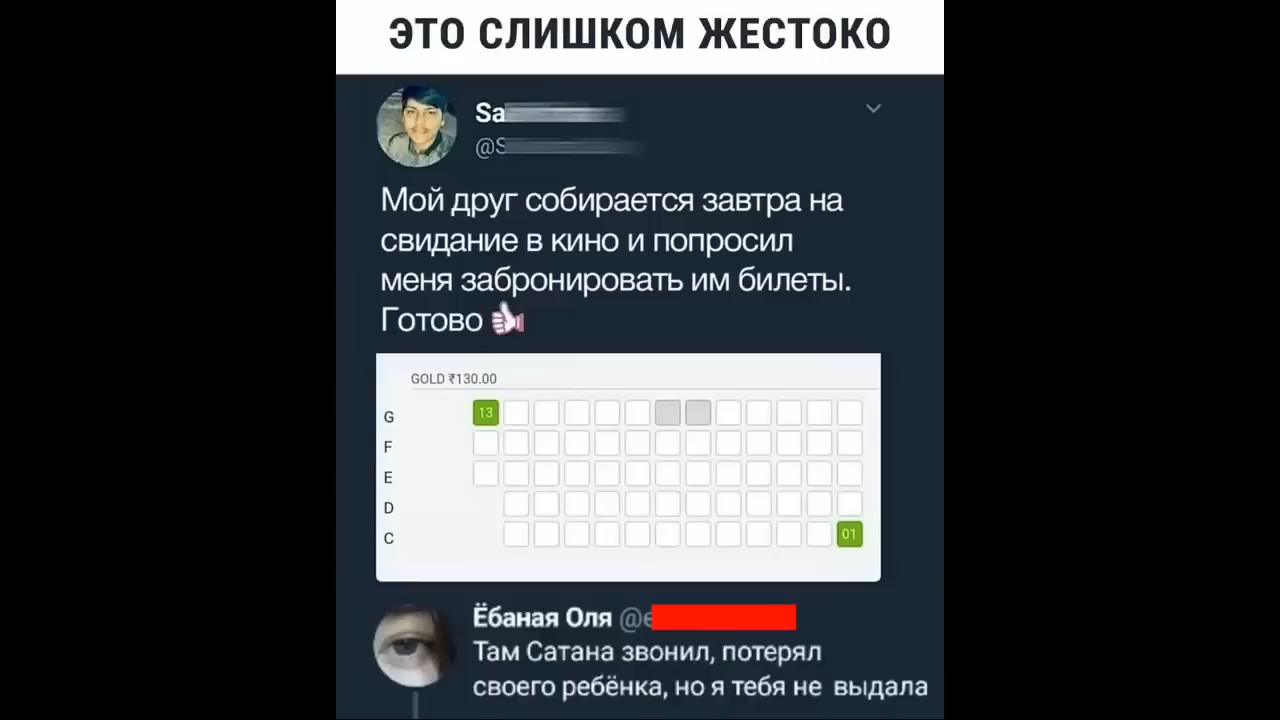 ЭТО СЛИШКОМ ЖЕСТОКО
Sa
@S
Мой друг собирается завтра на
свидание в кино и попросил
меня забронировать им билеты.
Готово 👍
GOLD ₹130.00
G 13
F
E
D
C 01
Ёбаная Оля @e
Там Сатана звонил, потерял
своего ребёнка, но я тебя не выдала